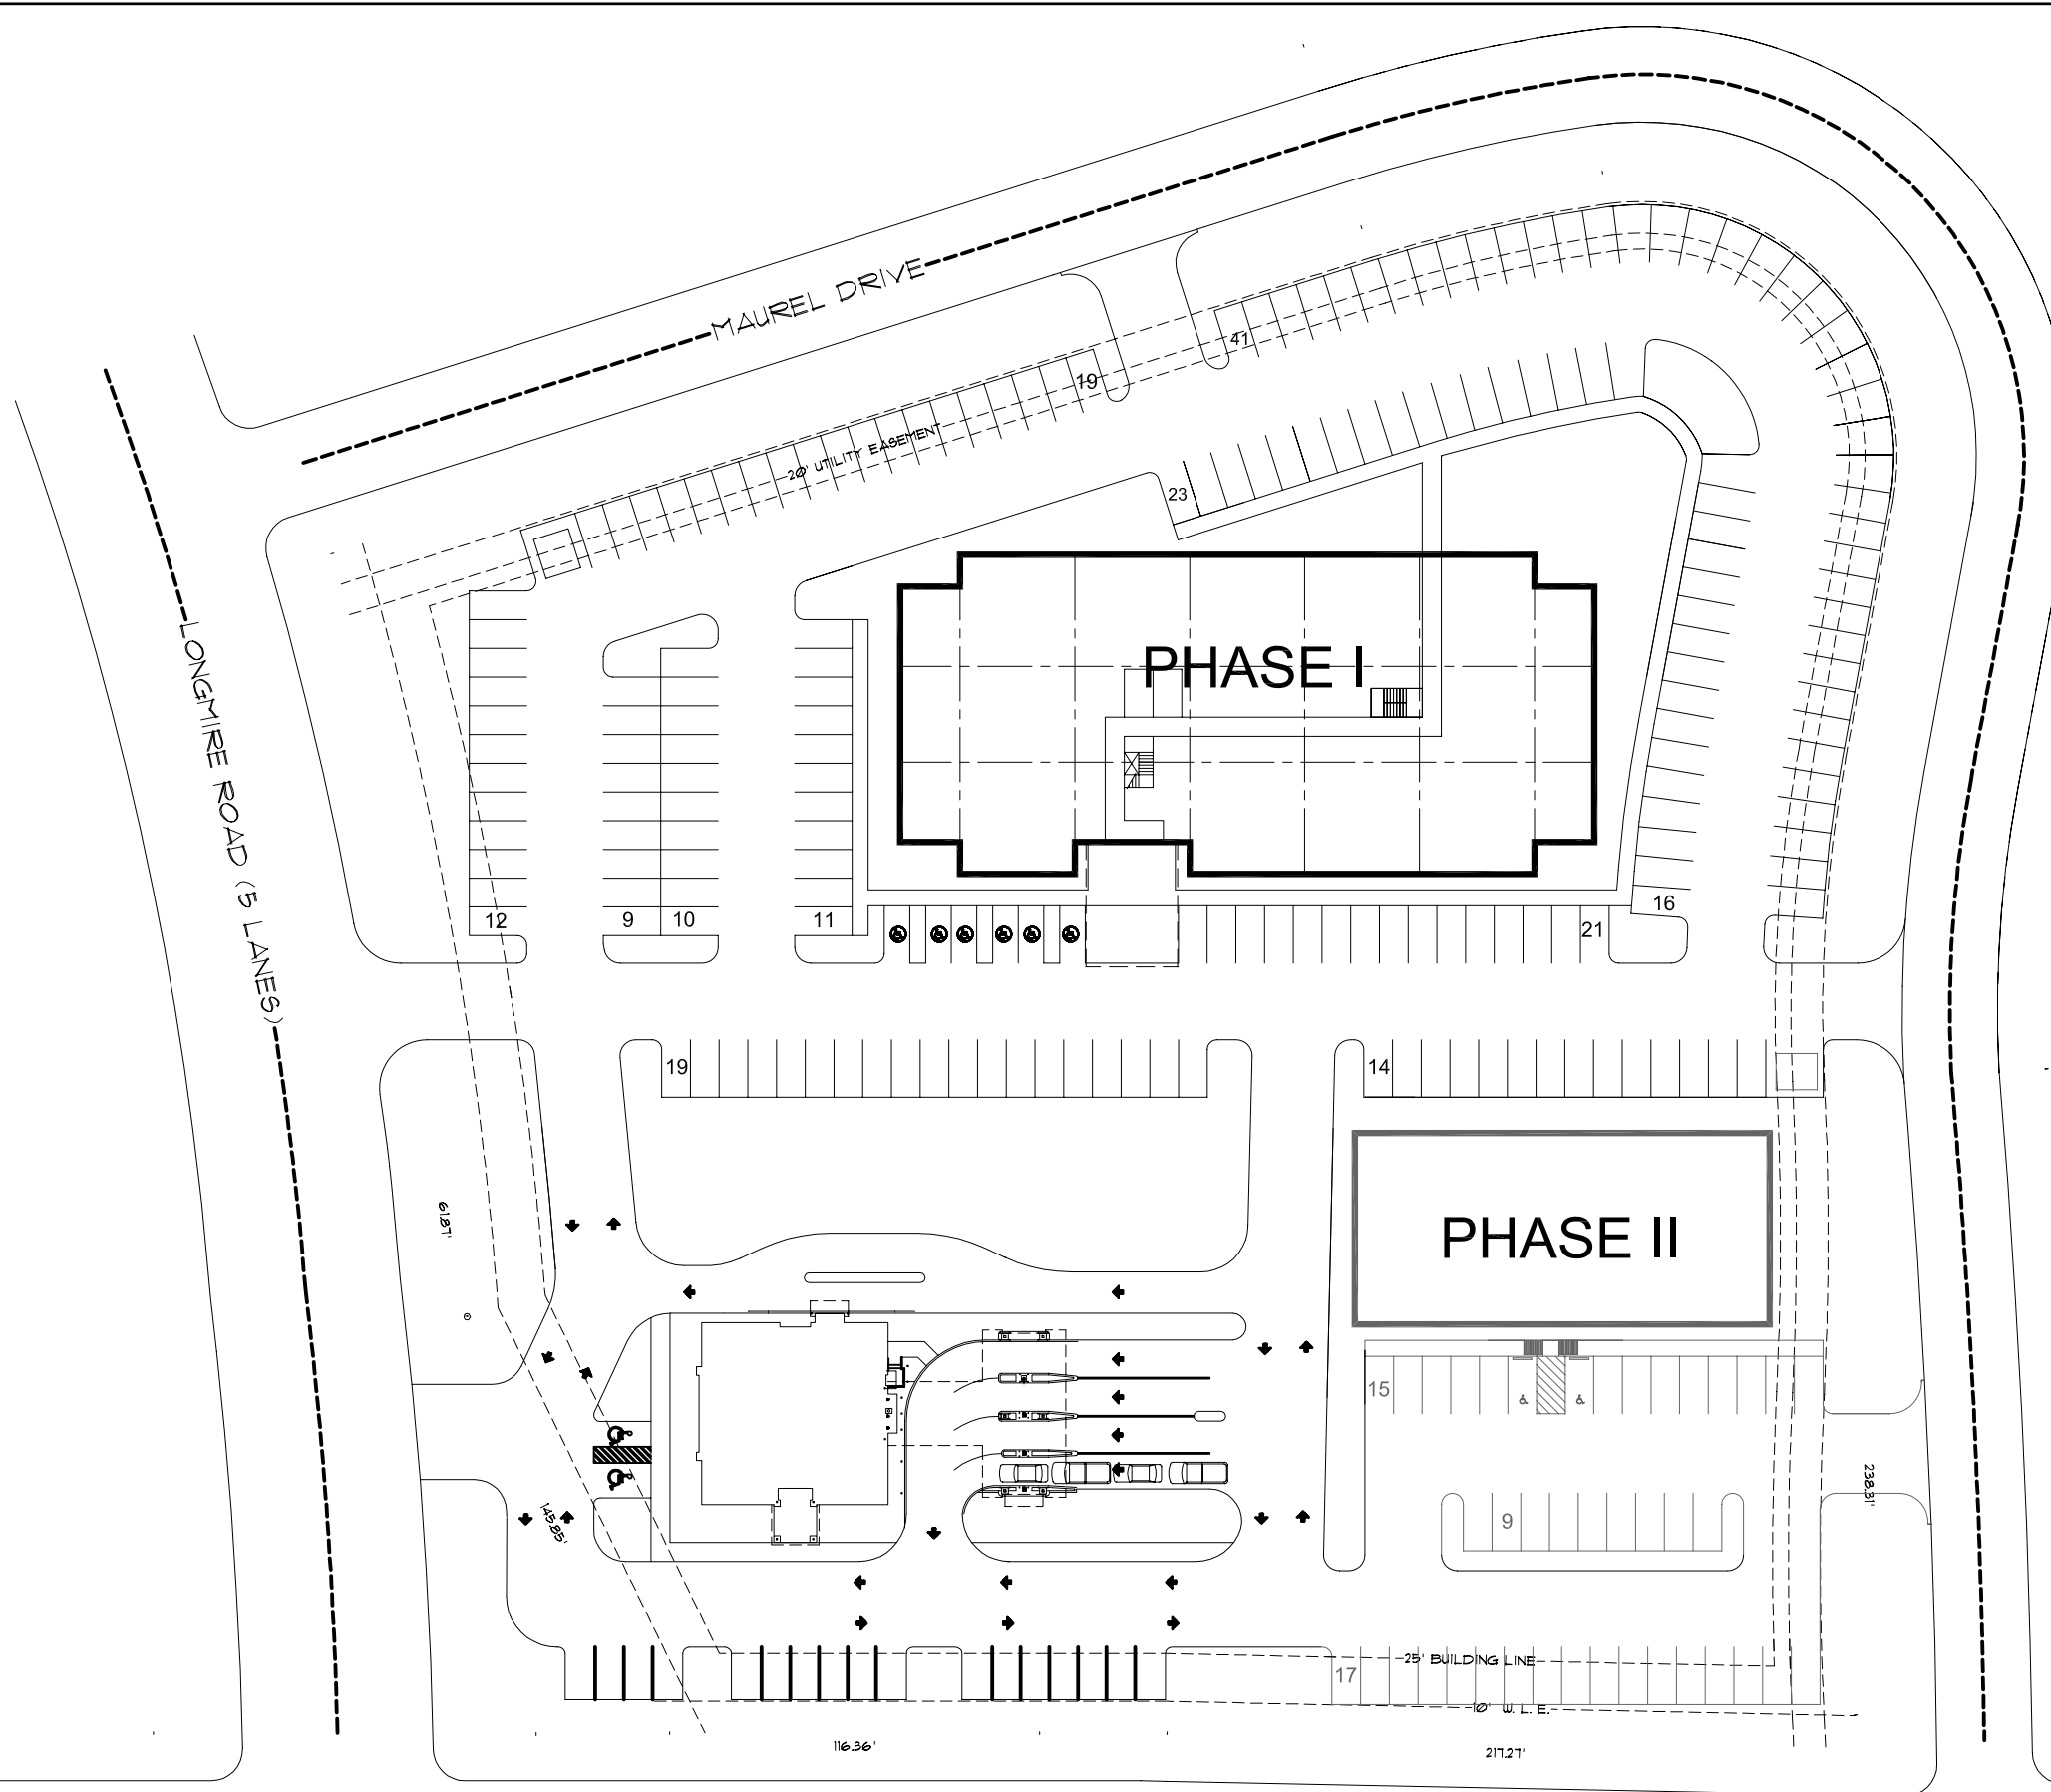 MAUREL DRIVE
41
19
20' UTILITY EASEMENT
23
LONGMIRE ROAD (5 LANES)
PHASE I
12
9
10
11
16
21
19
14
61.87'
PHASE II
15
145.85'
238.31'
9
25' BUILDING LINE
17
10' W.L.E.
116.36'
217.27'